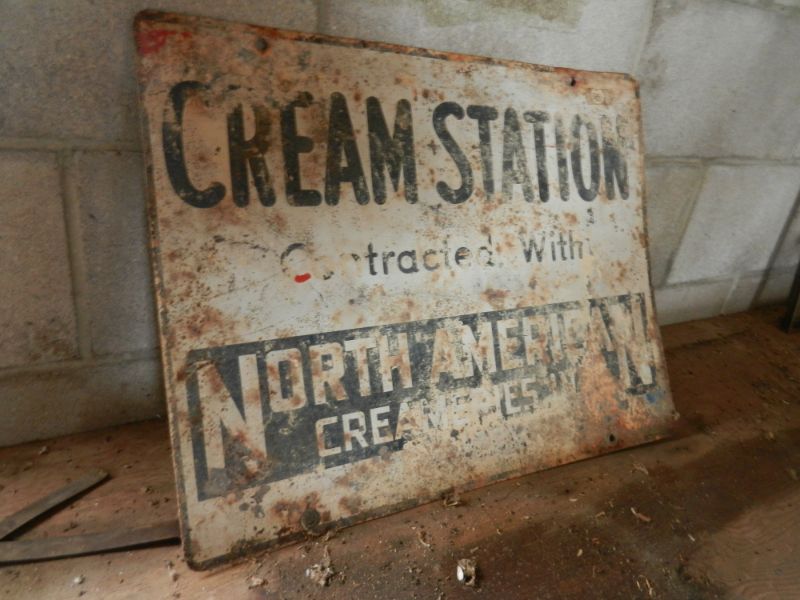 CREAM STATION
Contracted With
NORTH AMERICAN
CREAMERIES